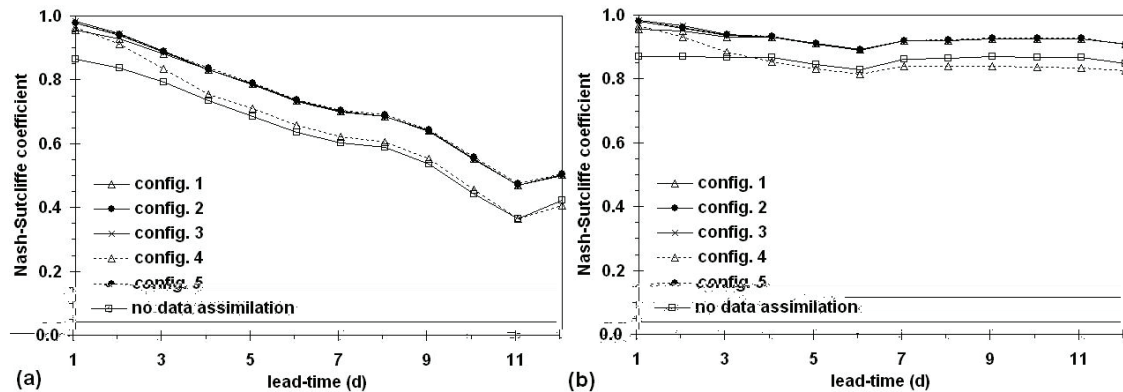 1.0
0.8
0.6
0.4
0.2
0.0
Nash-Sutcliffe coefficient
config. 1
config. 2
config. 3
config. 4
config. 5
no data assimilation
1 3 5 7 9 11
lead-time (d)
(a)
1.0
0.8
0.6
0.4
0.2
0.0
Nash-Sutcliffe coefficient
config. 1
config. 2
config. 3
config. 4
config. 5
no data assimilation
1 3 5 7 9 11
lead-time (d)
(b)